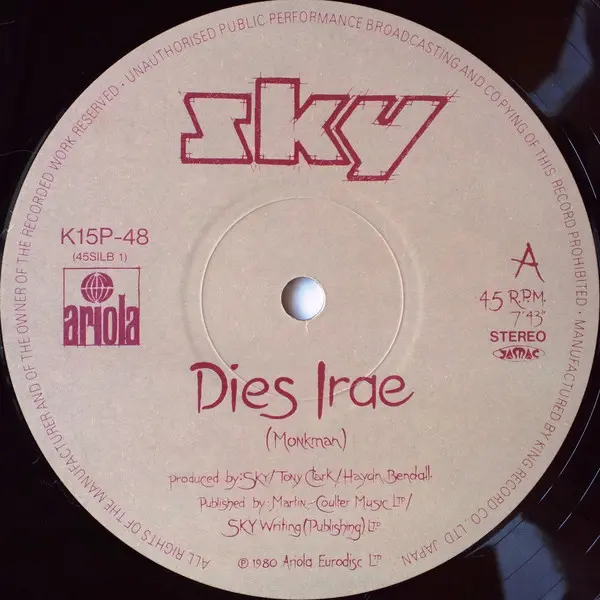 ALL RIGHTS OF THE MANUFACTURER AND OF THE OWNER OF THE RECORDED WORK RESERVED · UNAUTHORISED PUBLIC PERFORMANCE BROADCASTING AND COPYING OF THIS RECORD PROHIBITED · MANUFACTURED BY KING RECORD CO., LTD JAPAN
sky
K15P-48
(45SILB 1)
ariola
A
45 R.P.M.
7'43"
STEREO
JASRAC
Dies Irae
(Monkman)
produced by: SKY/Tony Clark/Haydn Bendall.
Published by: Martin-Coulter Music LTD/
SKY Writing (Publishing) LTD
℗ 1980 Ariola Eurodisc LTD